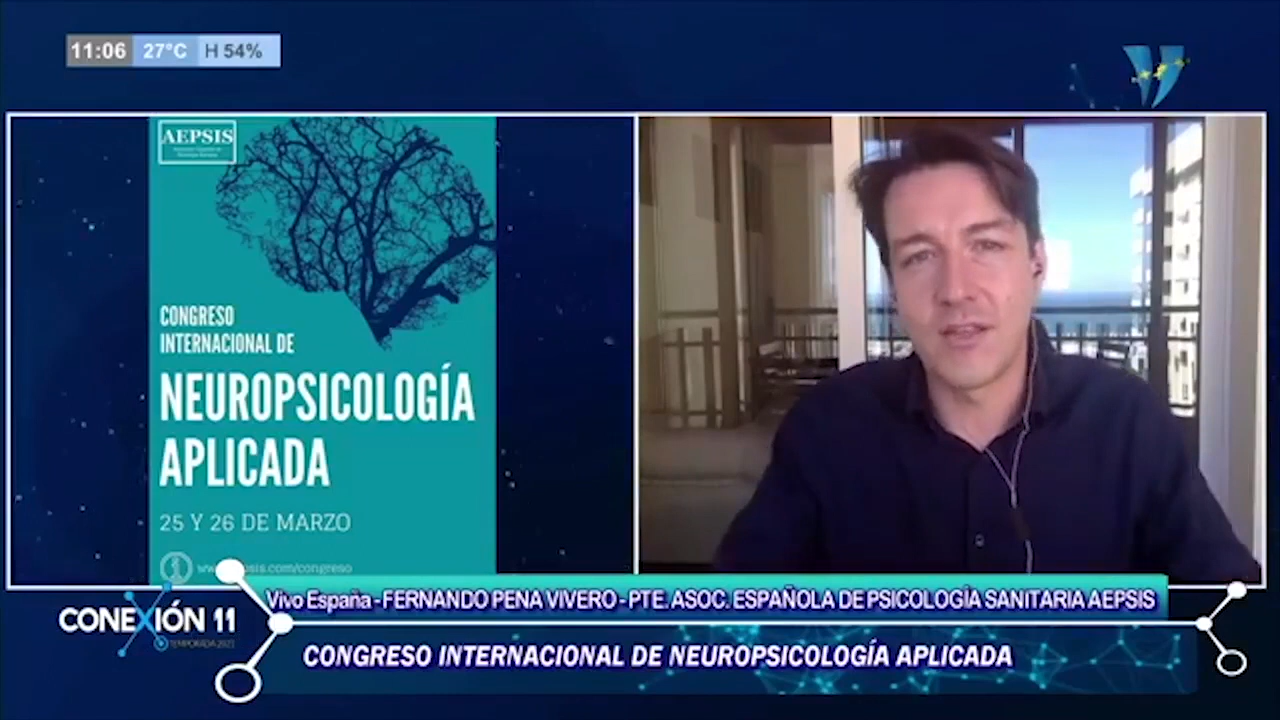 11:06 27°C H 54%
AEPSIS
CONGRESO
INTERNACIONAL DE
NEUROPSICOLOGÍA
APLICADA
25 Y 26 DE MARZO
Vivo España - FERNANDO PENA VIVERO - PTE. ASOC. ESPAÑOLA DE PSICOLOGÍA SANITARIA AEPSIS
CONEXIÓN 11
CONGRESO INTERNACIONAL DE NEUROPSICOLOGÍA APLICADA